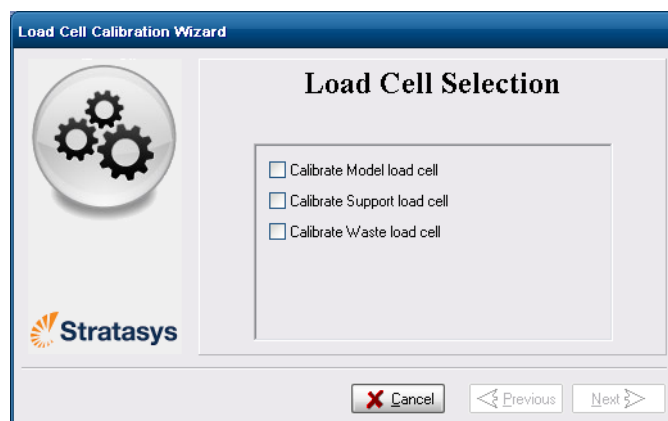 Load Cell Calibration Wizard
Load Cell Selection
Calibrate Model load cell
Calibrate Support load cell
Calibrate Waste load cell
Stratasys
Cancel
Previous
Next